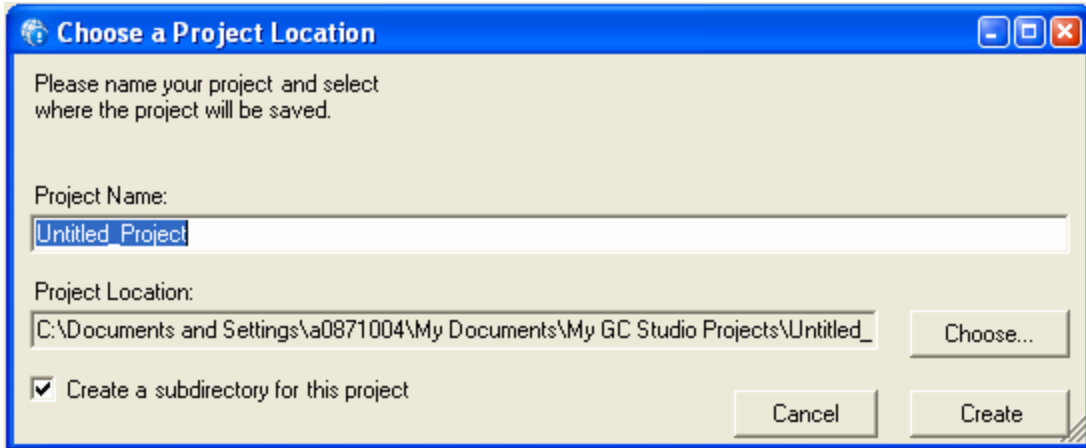 Choose a Project Location
Please name your project and select
where the project will be saved.
Project Name:
Untitled_Project
Project Location:
C:\Documents and Settings\a0871004\My Documents\My GC Studio Projects\Untitled_
Choose...
Create a subdirectory for this project
Cancel
Create